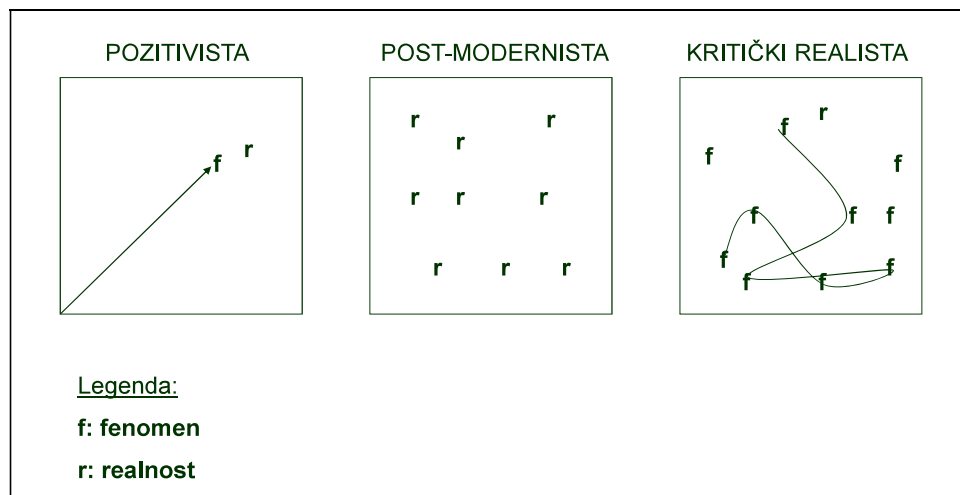 POZITIVISTA
f r
POST-MODERNISTA
r r
r
r r r
r r r
KRITIČKI REALISTA
f r
f f
f f f
f f
f f
Legenda:
f: fenomen
r: realnost